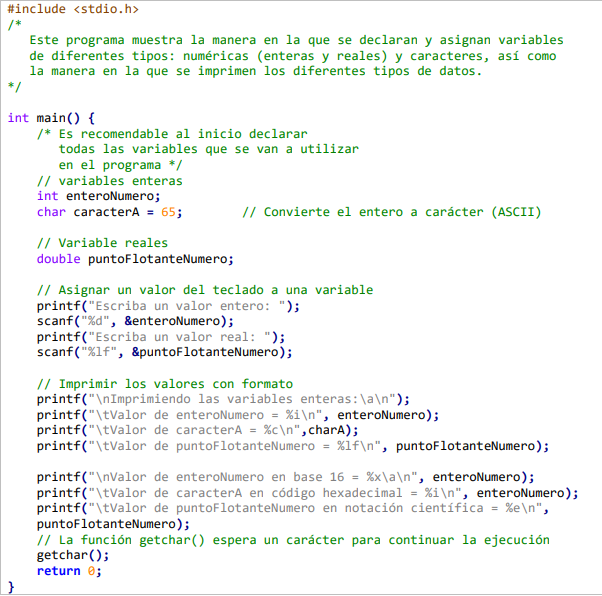 #include <stdio.h>
/*
   Este programa muestra la manera en la que se declaran y asignan variables
   de diferentes tipos: numéricas (enteras y reales) y caracteres, así como
   la manera en la que se imprimen los diferentes tipos de datos.
*/

int main() {
    /* Es recomendable al inicio declarar
       todas las variables que se van a utilizar
       en el programa */
    // variables enteras
    int enteroNumero;
    char caracterA = 65;        // Convierte el entero a carácter (ASCII)

    // Variable reales
    double puntoFlotanteNumero;

    // Asignar un valor del teclado a una variable
    printf("Escriba un valor entero: ");
    scanf("%d", &enteroNumero);
    printf("Escriba un valor real: ");
    scanf("%lf", &puntoFlotanteNumero);

    // Imprimir los valores con formato
    printf("\nImprimiendo las variables enteras:\a\n");
    printf("\tValor de enteroNumero = %i\n", enteroNumero);
    printf("\tValor de caracterA = %c\n",charA);
    printf("\tValor de puntoFlotanteNumero = %lf\n", puntoFlotanteNumero);

    printf("\nValor de enteroNumero en base 16 = %x\a\n", enteroNumero);
    printf("\tValor de caracterA en código hexadecimal = %i\n", enteroNumero);
    printf("\tValor de puntoFlotanteNumero en notación científica = %e\n",
    puntoFlotanteNumero);
    // La función getchar() espera un carácter para continuar la ejecución
    getchar();
    return 0;
}